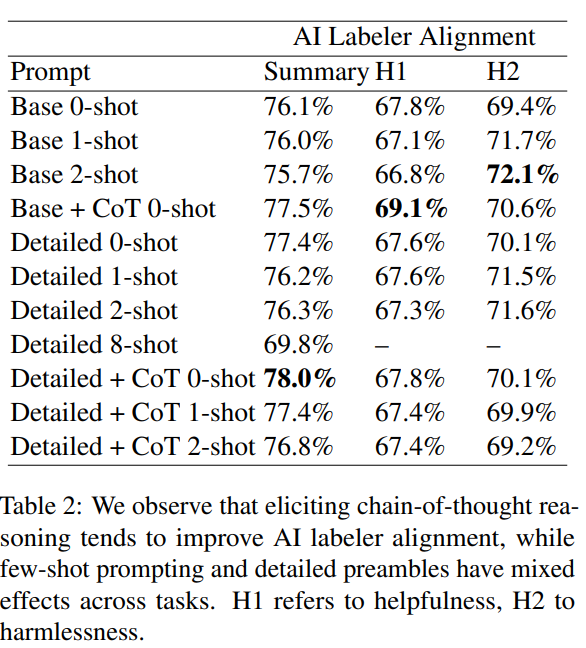 AI Labeler Alignment
Prompt Summary H1 H2
Base 0-shot 76.1% 67.8% 69.4%
Base 1-shot 76.0% 67.1% 71.7%
Base 2-shot 75.7% 66.8% 72.1%
Base + CoT 0-shot 77.5% 69.1% 70.6%
Detailed 0-shot 77.4% 67.6% 70.1%
Detailed 1-shot 76.2% 67.6% 71.5%
Detailed 2-shot 76.3% 67.3% 71.6%
Detailed 8-shot 69.8% – –
Detailed + CoT 0-shot 78.0% 67.8% 70.1%
Detailed + CoT 1-shot 77.4% 67.4% 69.9%
Detailed + CoT 2-shot 76.8% 67.4% 69.2%
Table 2: We observe that eliciting chain-of-thought rea-
soning tends to improve AI labeler alignment, while
few-shot prompting and detailed preambles have mixed
effects across tasks. H1 refers to helpfulness, H2 to
harmlessness.